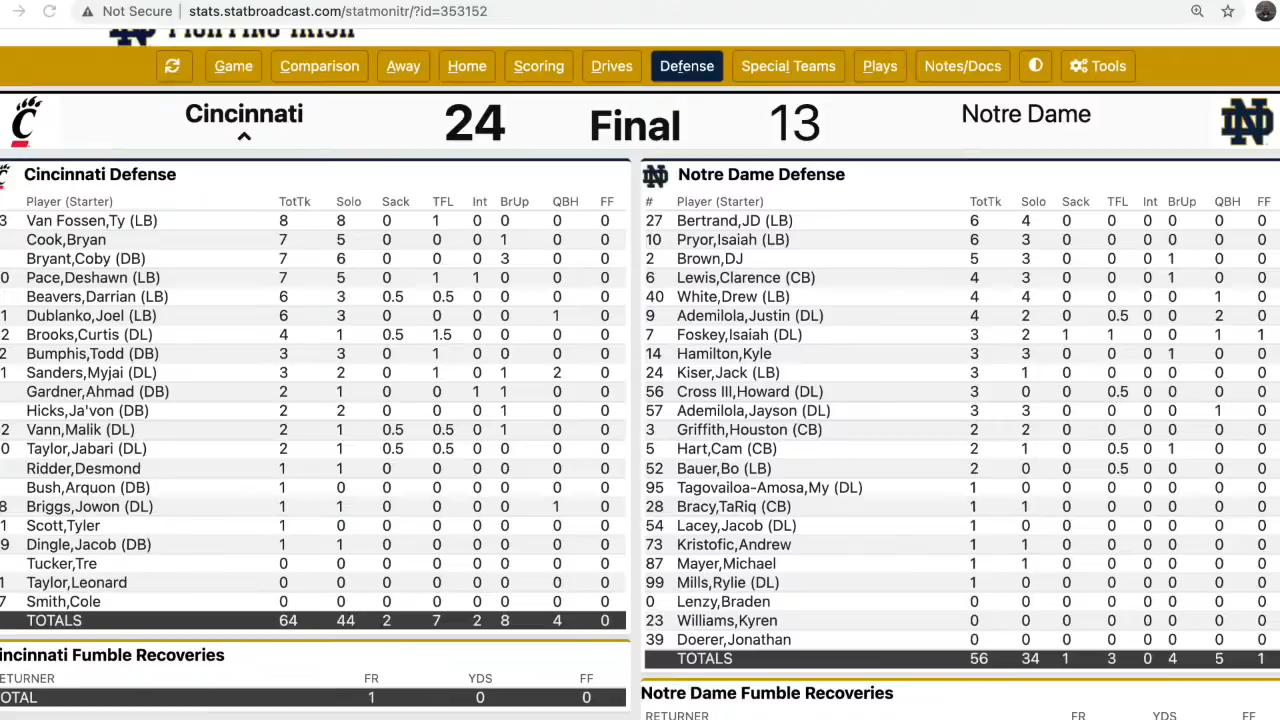 Not Secure stats.statbroadcast.com/statmonitr/?id=353152
FIGHTING IRISH
Game Comparison Away Home Scoring Drives Defense Special Teams Plays Notes/Docs Tools
Cincinnati 24 Final 13 Notre Dame
Cincinnati Defense
Player (Starter) TotTk Solo Sack TFL Int BrUp QBH FF
3 Van Fossen,Ty (LB) 8 8 0 1 0 0 0 0
Cook,Bryan 7 5 0 0 0 1 0 0
Bryant,Coby (DB) 7 6 0 0 0 3 0 0
0 Pace,Deshawn (LB) 7 5 0 1 1 0 0 0
Beavers,Darrian (LB) 6 3 0.5 0.5 0 0 0 0
1 Dublanko,Joel (LB) 6 3 0 0 0 0 1 0
2 Brooks,Curtis (DL) 4 1 0.5 1.5 0 0 0 0
2 Bumphis,Todd (DB) 3 3 0 1 0 0 0 0
1 Sanders,Myjai (DL) 3 2 0 1 0 1 2 0
Gardner,Ahmad (DB) 2 1 0 0 1 1 0 0
Hicks,Ja'von (DB) 2 2 0 0 0 1 0 0
2 Vann,Malik (DL) 2 1 0.5 0.5 0 1 0 0
0 Taylor,Jabari (DL) 2 1 0.5 0.5 0 0 0 0
Ridder,Desmond 1 1 0 0 0 0 0 0
Bush,Arquon (DB) 1 0 0 0 0 0 0 0
8 Briggs,Jowon (DL) 1 1 0 0 0 0 1 0
1 Scott,Tyler 1 0 0 0 0 0 0 0
9 Dingle,Jacob (DB) 1 1 0 0 0 0 0 0
Tucker,Tre 0 0 0 0 0 0 0 0
1 Taylor,Leonard 0 0 0 0 0 0 0 0
7 Smith,Cole 0 0 0 0 0 0 0 0
TOTALS 64 44 2 7 2 8 4 0
incinnati Fumble Recoveries
ETURNER FR YDS FF
OTAL 1 0 0
Notre Dame Defense
# Player (Starter) TotTk Solo Sack TFL Int BrUp QBH FF
27 Bertrand,JD (LB) 6 4 0 0 0 0 0 0
10 Pryor,Isaiah (LB) 6 3 0 0 0 0 0 0
2 Brown,DJ 5 3 0 0 0 1 0 0
6 Lewis,Clarence (CB) 4 3 0 0 0 1 0 0
40 White,Drew (LB) 4 4 0 0 0 0 1 0
9 Ademilola,Justin (DL) 4 2 0 0.5 0 0 2 0
7 Foskey,Isaiah (DL) 3 2 1 1 0 0 1 1
14 Hamilton,Kyle 3 3 0 0 0 1 0 0
24 Kiser,Jack (LB) 3 1 0 0 0 0 0 0
56 Cross III,Howard (DL) 3 0 0 0.5 0 0 0 0
57 Ademilola,Jayson (DL) 3 3 0 0 0 0 1 0
3 Griffith,Houston (CB) 2 2 0 0 0 0 0 0
5 Hart,Cam (CB) 2 1 0 0.5 0 1 0 0
52 Bauer,Bo (LB) 2 0 0 0.5 0 0 0 0
95 Tagovailoa-Amosa,My (DL) 1 0 0 0 0 0 0 0
28 Bracy,TaRiq (CB) 1 1 0 0 0 0 0 0
54 Lacey,Jacob (DL) 1 0 0 0 0 0 0 0
73 Kristofic,Andrew 1 1 0 0 0 0 0 0
87 Mayer,Michael 1 1 0 0 0 0 0 0
99 Mills,Rylie (DL) 1 0 0 0 0 0 0 0
0 Lenzy,Braden 0 0 0 0 0 0 0 0
23 Williams,Kyren 0 0 0 0 0 0 0 0
39 Doerer,Jonathan 0 0 0 0 0 0 0 0
TOTALS 56 34 1 3 0 4 5 1
Notre Dame Fumble Recoveries
RETURNER FR YDS FF